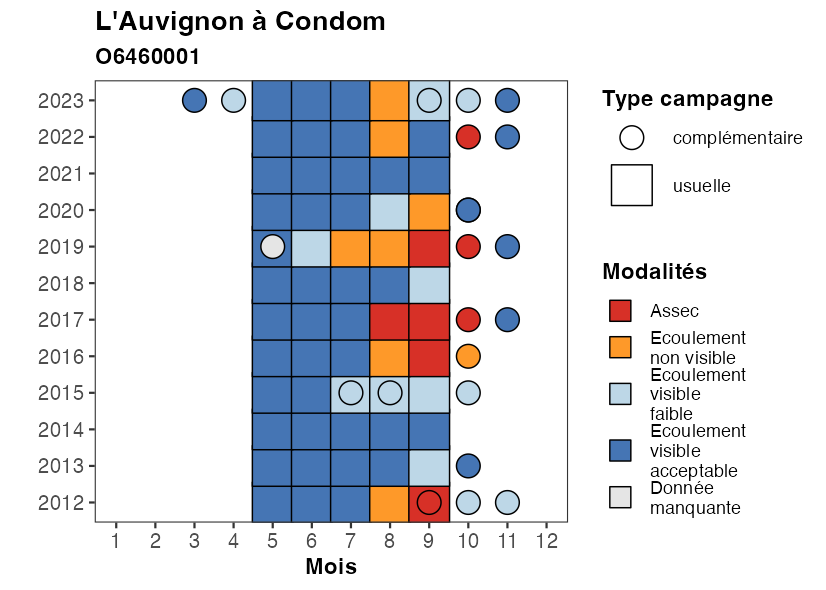 L'Auvignon à Condom
O6460001
2023
2022
2021
2020
2019
2018
2017
2016
2015
2014
2013
2012
1 2 3 4 5 6 7 8 9 10 11 12
Mois
Type campagne
complémentaire
usuelle
Modalités
Assec
Ecoulement
non visible
Ecoulement
visible
faible
Ecoulement
visible
acceptable
Donnée
manquante